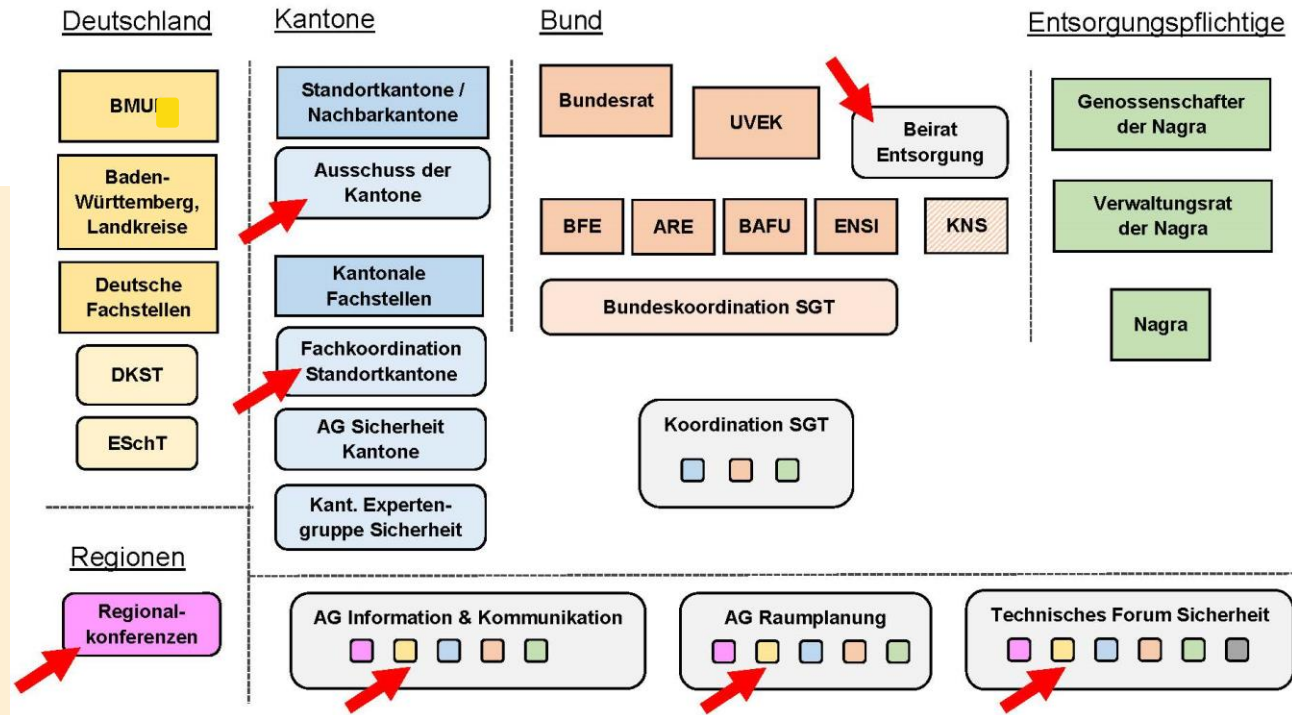 Deutschland
BMU
Baden-
Württemberg,
Landkreise
Deutsche
Fachstellen
DKST
ESchT
Regionen
Regional-
konferenzen
Kantone
Standortkantone /
Nachbarkantone
Ausschuss der
Kantone
Kantonale
Fachstellen
Fachkoordination
Standortkantone
AG Sicherheit
Kantone
Kant. Experten-
gruppe Sicherheit
Bund
Bundesrat
UVEK
Beirat
Entsorgung
BFE
ARE
BAFU
ENSI
KNS
Bundeskoordination SGT
Koordination SGT
Entsorgungspflichtige
Genossenschafter
der Nagra
Verwaltungsrat
der Nagra
Nagra
AG Information & Kommunikation
AG Raumplanung
Technisches Forum Sicherheit